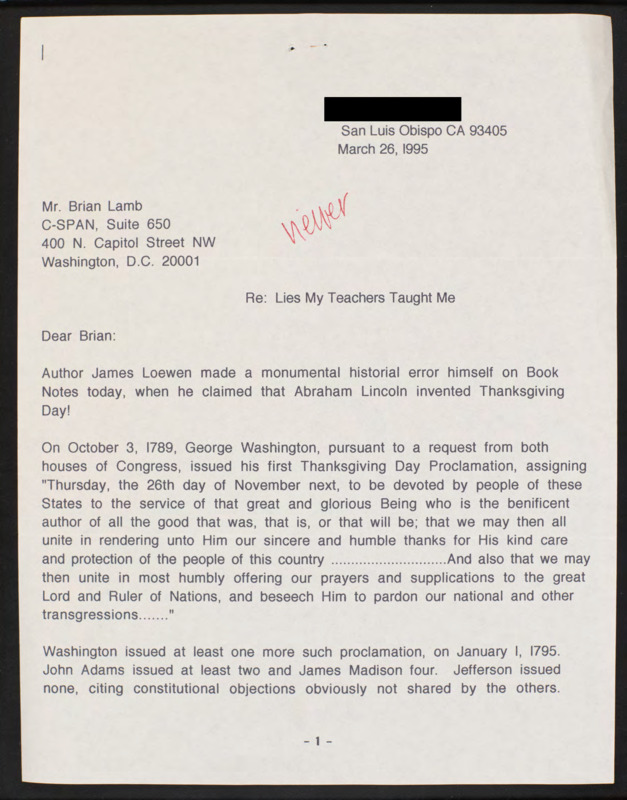 San Luis Obispo CA 93405
March 26, l995
Mr. Brian Lamb
C-SPAN, Suite 650
400 N. Capitol Street NW
Washington, D.C. 20001
viewer
Re: Lies My Teachers Taught Me
Dear Brian:
Author James Loewen made a monumental historial error himself on Book
Notes today, when he claimed that Abraham Lincoln invented Thanksgiving
Day!
On October 3, l789, George Washington, pursuant to a request from both
houses of Congress, issued his first Thanksgiving Day Proclamation, assigning
"Thursday, the 26th day of November next, to be devoted by people of these
States to the service of that great and glorious Being who is the benificent
author of all the good that was, that is, or that will be; that we may then all
unite in rendering unto Him our sincere and humble thanks for His kind care
and protection of the people of this country .............................And also that we may
then unite in most humbly offering our prayers and supplications to the great
Lord and Ruler of Nations, and beseech Him to pardon our national and other
transgressions......."
Washington issued at least one more such proclamation, on January l, l795.
John Adams issued at least two and James Madison four. Jefferson issued
none, citing constitutional objections obviously not shared by the others.
- 1 -